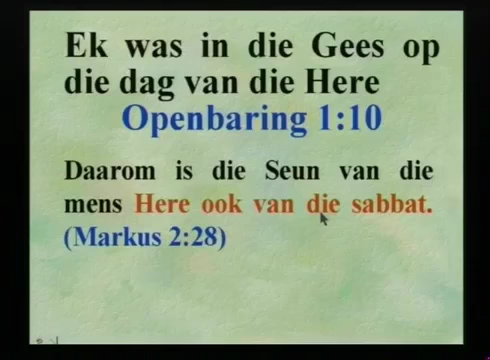 Ek was in die Gees op
die dag van die Here
Openbaring 1:10
Daarom is die Seun van die
mens Here ook van die sabbat.
(Markus 2:28)